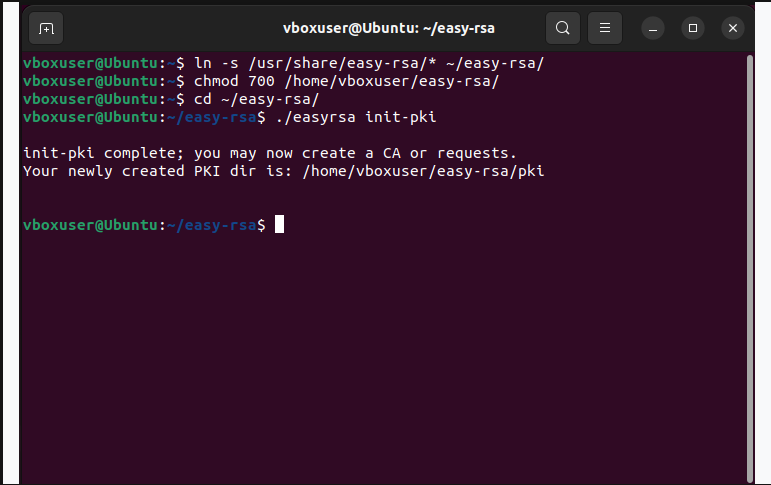 vboxuser@Ubuntu: ~/easy-rsa
vboxuser@Ubuntu:~$ ln -s /usr/share/easy-rsa/* ~/easy-rsa/
vboxuser@Ubuntu:~$ chmod 700 /home/vboxuser/easy-rsa/
vboxuser@Ubuntu:~$ cd ~/easy-rsa/
vboxuser@Ubuntu:~/easy-rsa$ ./easyrsa init-pki
init-pki complete; you may now create a CA or requests.
Your newly created PKI dir is: /home/vboxuser/easy-rsa/pki
vboxuser@Ubuntu:~/easy-rsa$